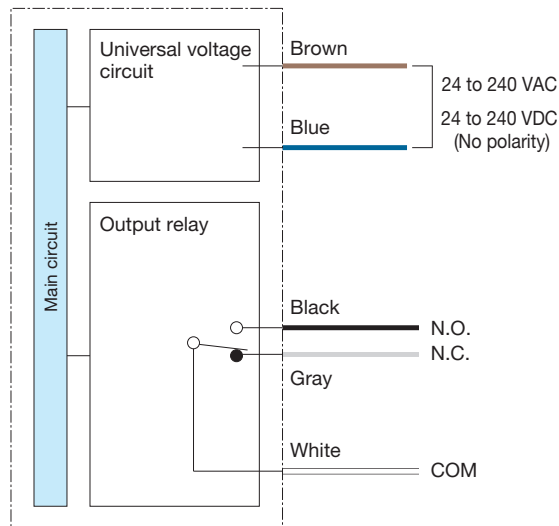 Universal voltage
circuit
Brown
24 to 240 VAC
24 to 240 VDC
(No polarity)
Blue
Main circuit
Output relay
Black
N.O.
N.C.
Gray
White
COM